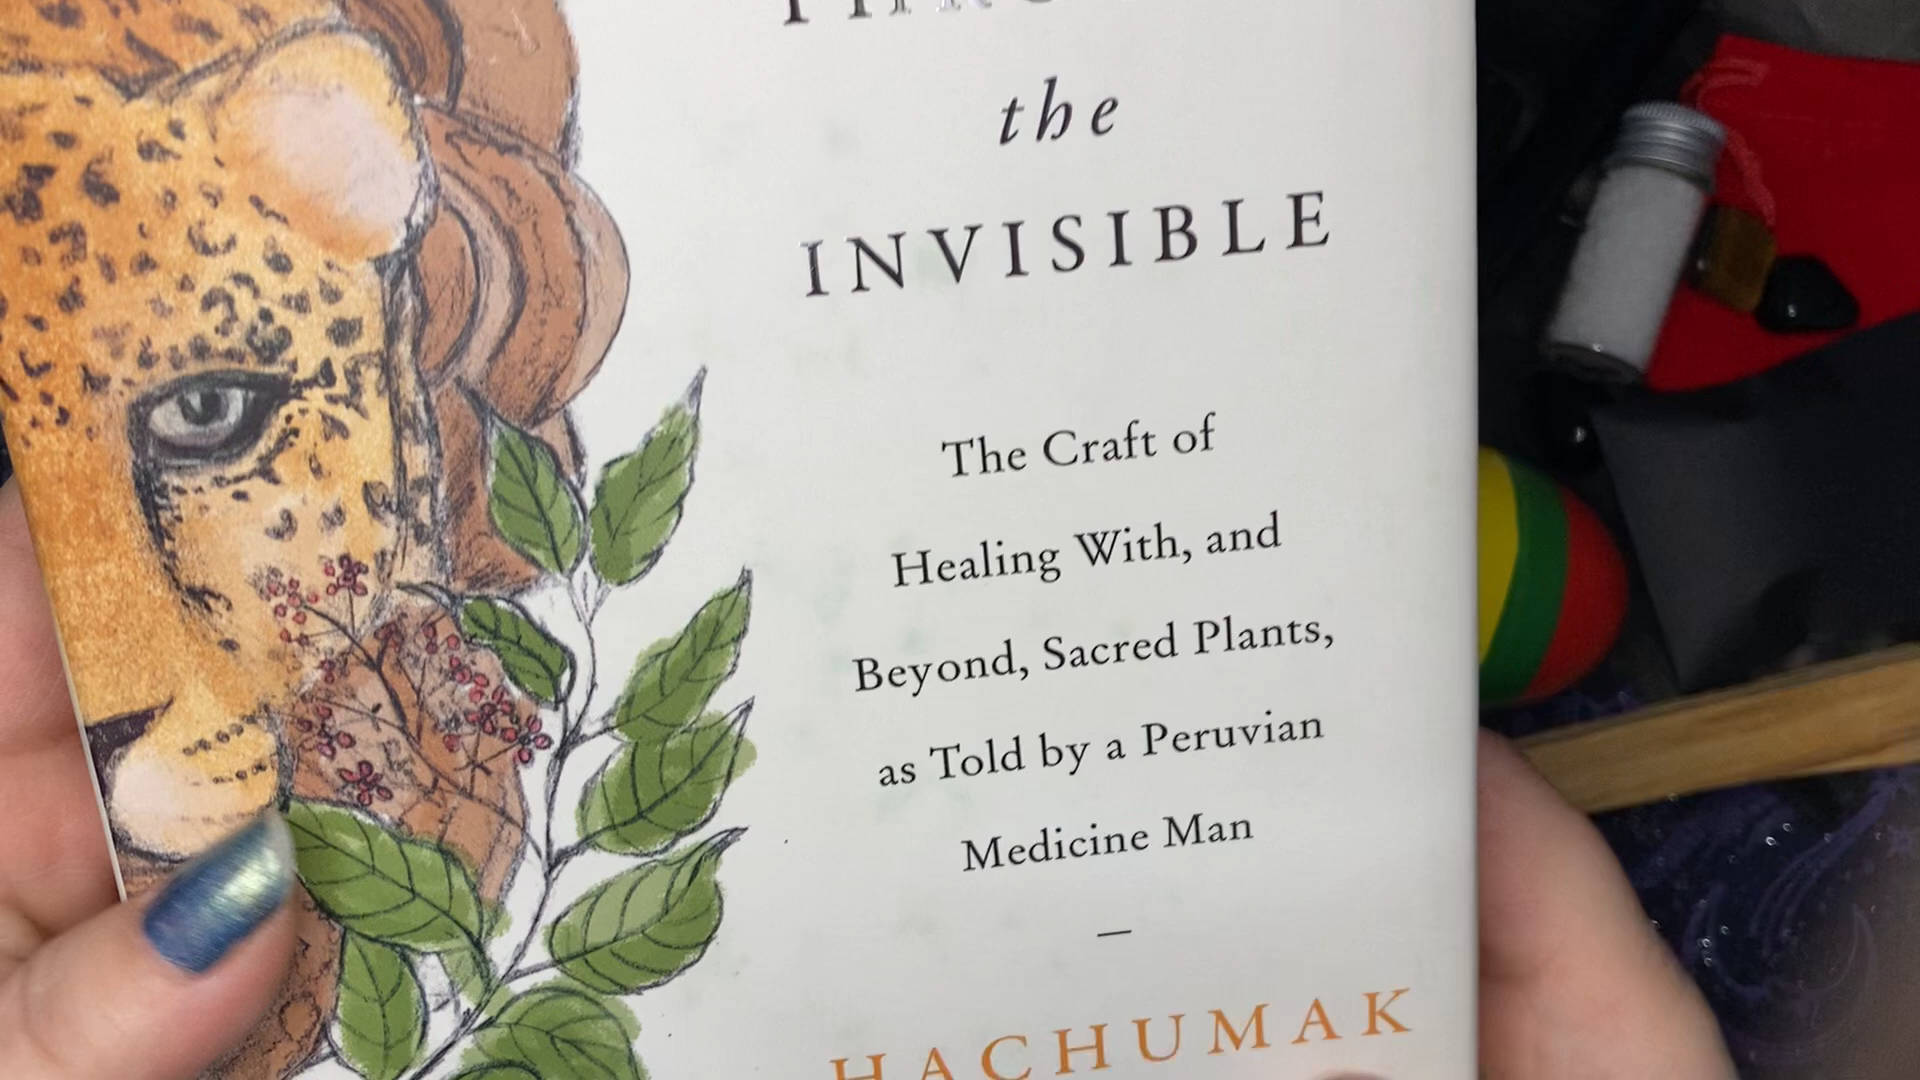 the
INVISIBLE
The Craft of
Healing With, and
Beyond, Sacred Plants,
as Told by a Peruvian
Medicine Man
—
HACHUMAK